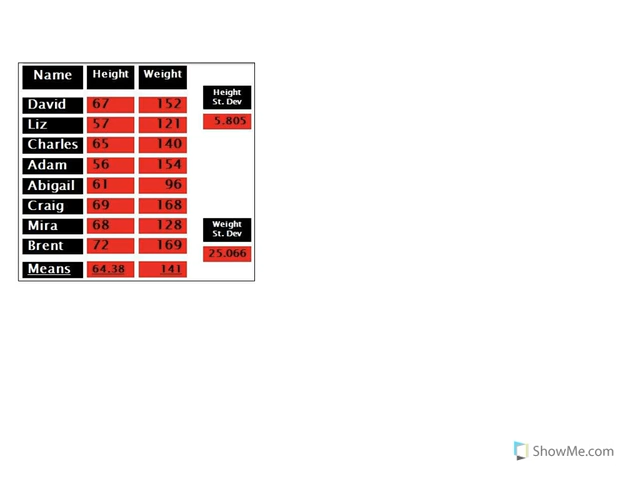 Name Height Weight
Height St. Dev
David 67 152
5.805
Liz 57 121
Charles 65 140
Adam 56 154
Abigail 61 96
Craig 69 168
Mira 68 128
Weight St. Dev
Brent 72 169
25.066
Means 64.38 141
ShowMe.com